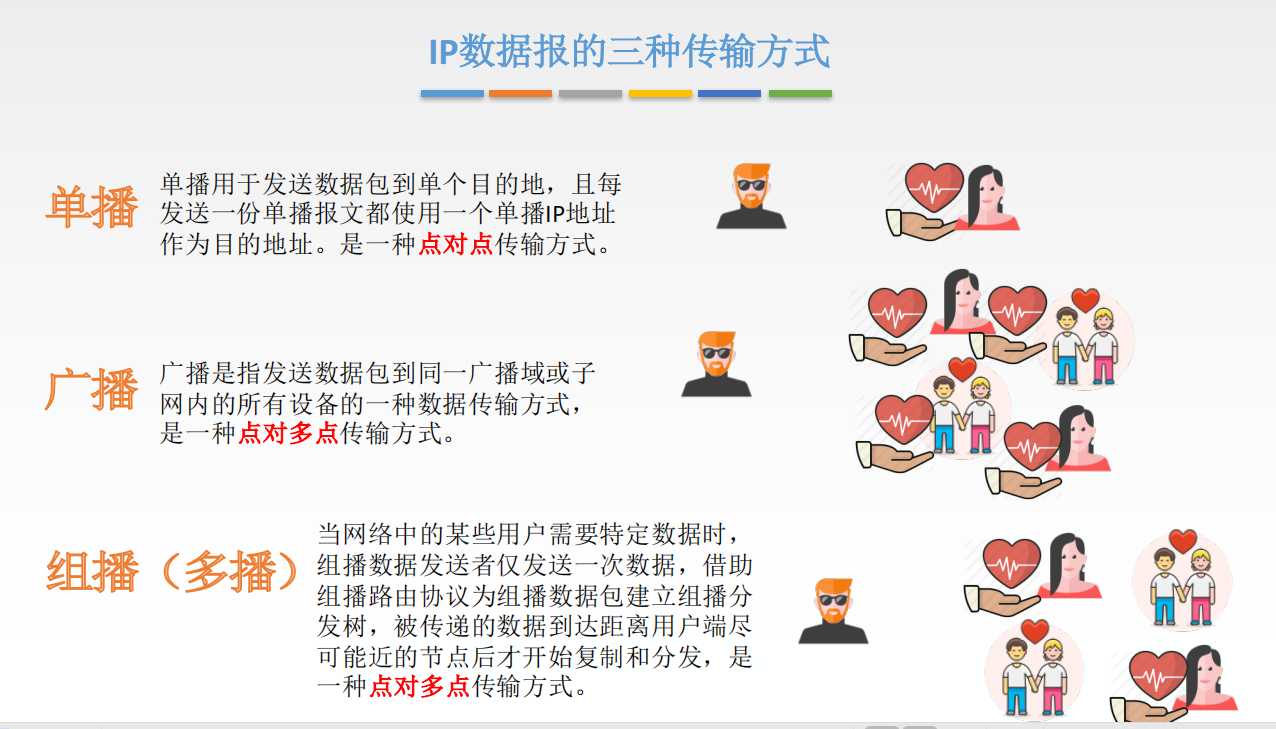 IP数据报的三种传输方式
单播
单播用于发送数据包到单个目的地，且每
发送一份单播报文都使用一个单播IP地址
作为目的地址。是一种点对点传输方式。
广播
广播是指发送数据包到同一广播域或子
网内的所有设备的一种数据传输方式，
是一种点对多点传输方式。
组播（多播）
当网络中的某些用户需要特定数据时，
组播数据发送者仅发送一次数据，借助
组播路由协议为组播数据包建立组播分
发树，被传递的数据到达距离用户端尽
可能近的节点后才开始复制和分发，是
一种点对多点传输方式。